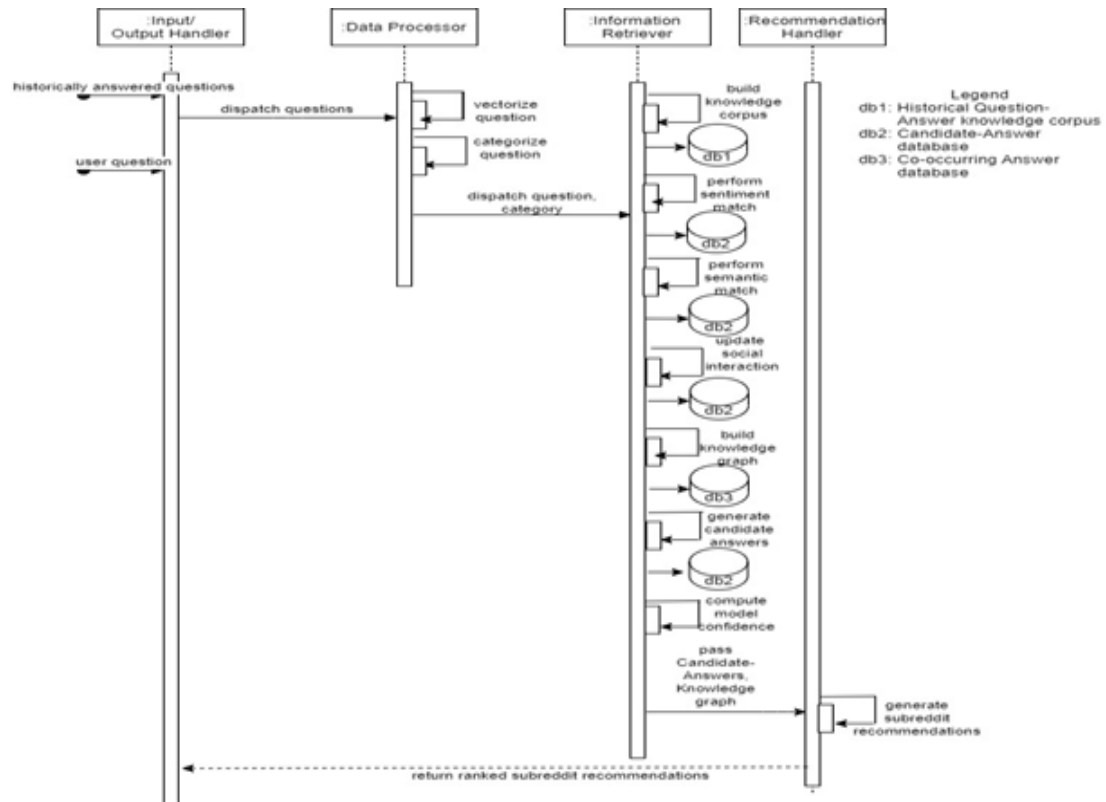 :Input/
Output Handler
:Data Processor
:Information
Retriever
:Recommendation
Handler
historically answered questions
dispatch questions
vectorize
question
categorize
question
user question
dispatch question,
category
build
knowledge
corpus
db1
perform
sentiment
match
db2
perform
semantic
match
db2
update
social
interaction
db2
build
knowledge
graph
db3
generate
candidate
answers
db2
compute
model
confidence
pass
Candidate-
Answers,
Knowledge
graph
generate
subreddit
recommendations
return ranked subreddit recommendations
Legend
db1: Historical Question-
Answer knowledge corpus
db2: Candidate-Answer
database
db3: Co-occurring Answer
database